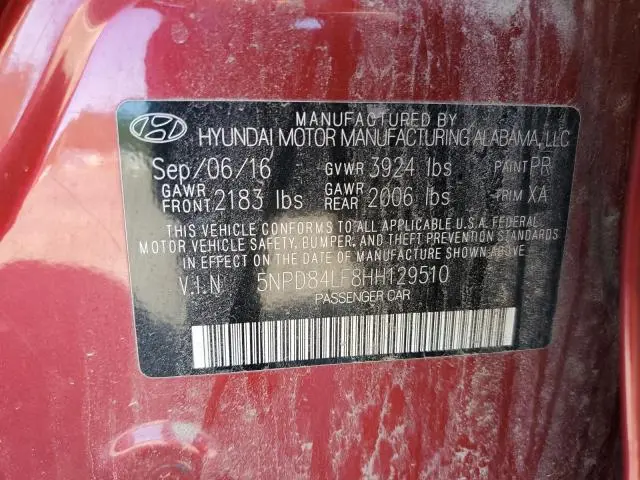 MANUFACTURED BY
HYUNDAI MOTOR MANUFACTURING ALABAMA, LLC
Sep/06/16 GVWR 3924 lbs PAINT PR
GAWR FRONT 2183 lbs GAWR REAR 2006 lbs TRIM XA
THIS VEHICLE CONFORMS TO ALL APPLICABLE U.S.A. FEDERAL
MOTOR VEHICLE SAFETY, BUMPER, AND THEFT PREVENTION STANDARDS
IN EFFECT ON THE DATE OF MANUFACTURE SHOWN ABOVE.
V.I.N 5NPD84LF8HH129510
PASSENGER CAR